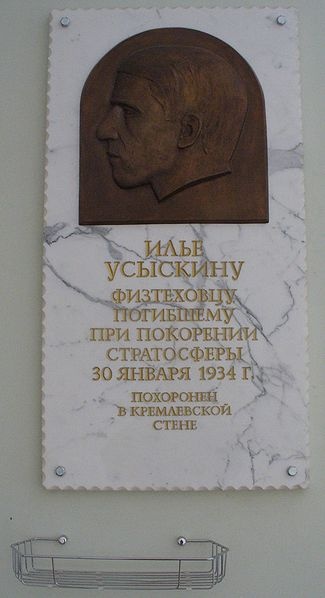 ИЛЬЕ
УСЫСКИНУ
ФИЗТЕХОВЦУ
ПОГИБШЕМУ
ПРИ ПОКОРЕНИИ
СТРАТОСФЕРЫ
30 ЯНВАРЯ 1934 Г.
ПОХОРОНЕН
В КРЕМЛЕВСКОЙ
СТЕНЕ